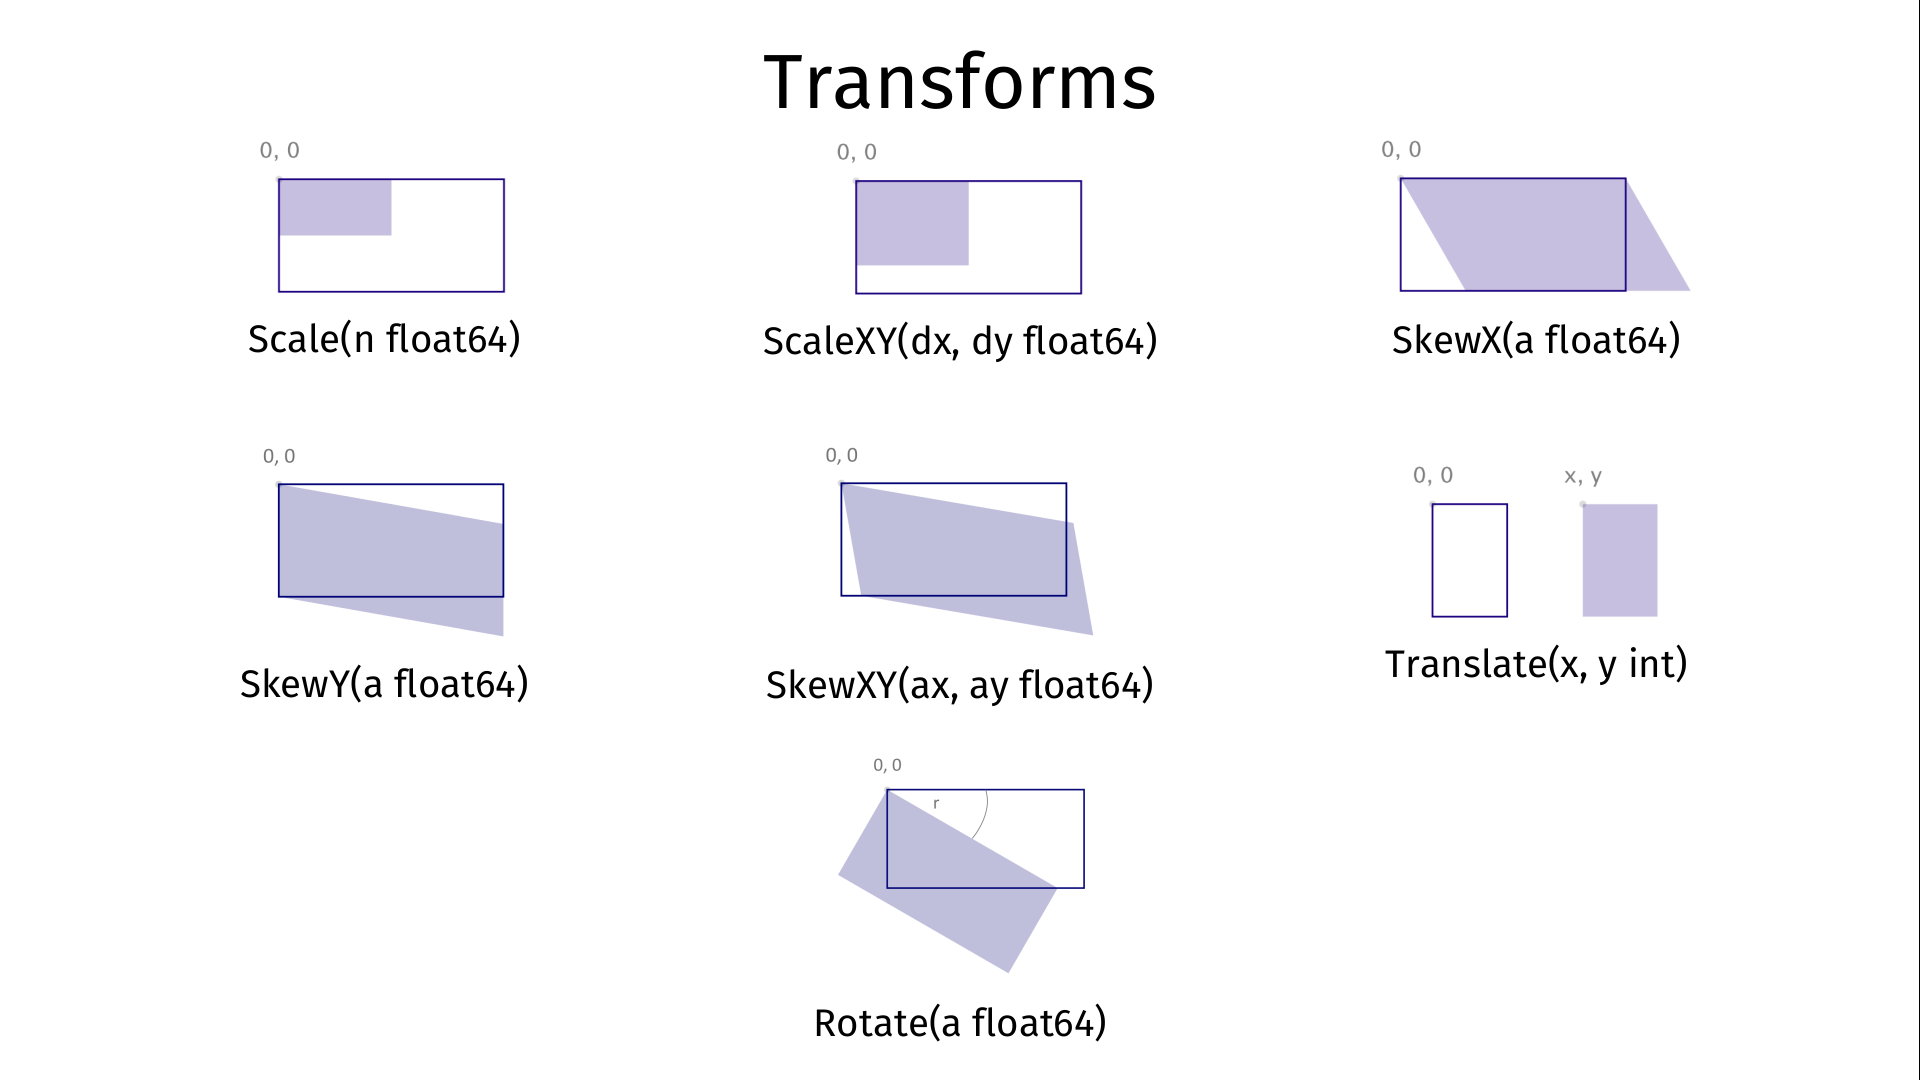 Transforms
0, 0
0, 0
0, 0
Scale(n float64)
ScaleXY(dx, dy float64)
SkewX(a float64)
0, 0
0, 0
0, 0
x, y
SkewY(a float64)
SkewXY(ax, ay float64)
Translate(x, y int)
0, 0
r
Rotate(a float64)